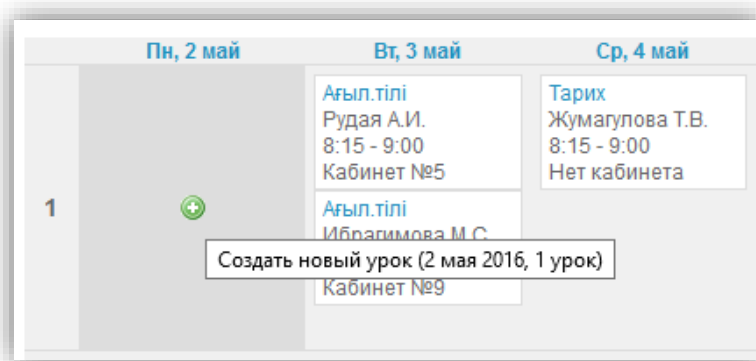 Пн, 2 май
Вт, 3 май
Ср, 4 май
1
Ағыл.тілі
Рудая А.И.
8:15 - 9:00
Кабинет №5
Ағыл.тілі
Ибрагимова М.С.
Кабинет №9
Тарих
Жумагулова Т.В.
8:15 - 9:00
Нет кабинета
Создать новый урок (2 мая 2016, 1 урок)